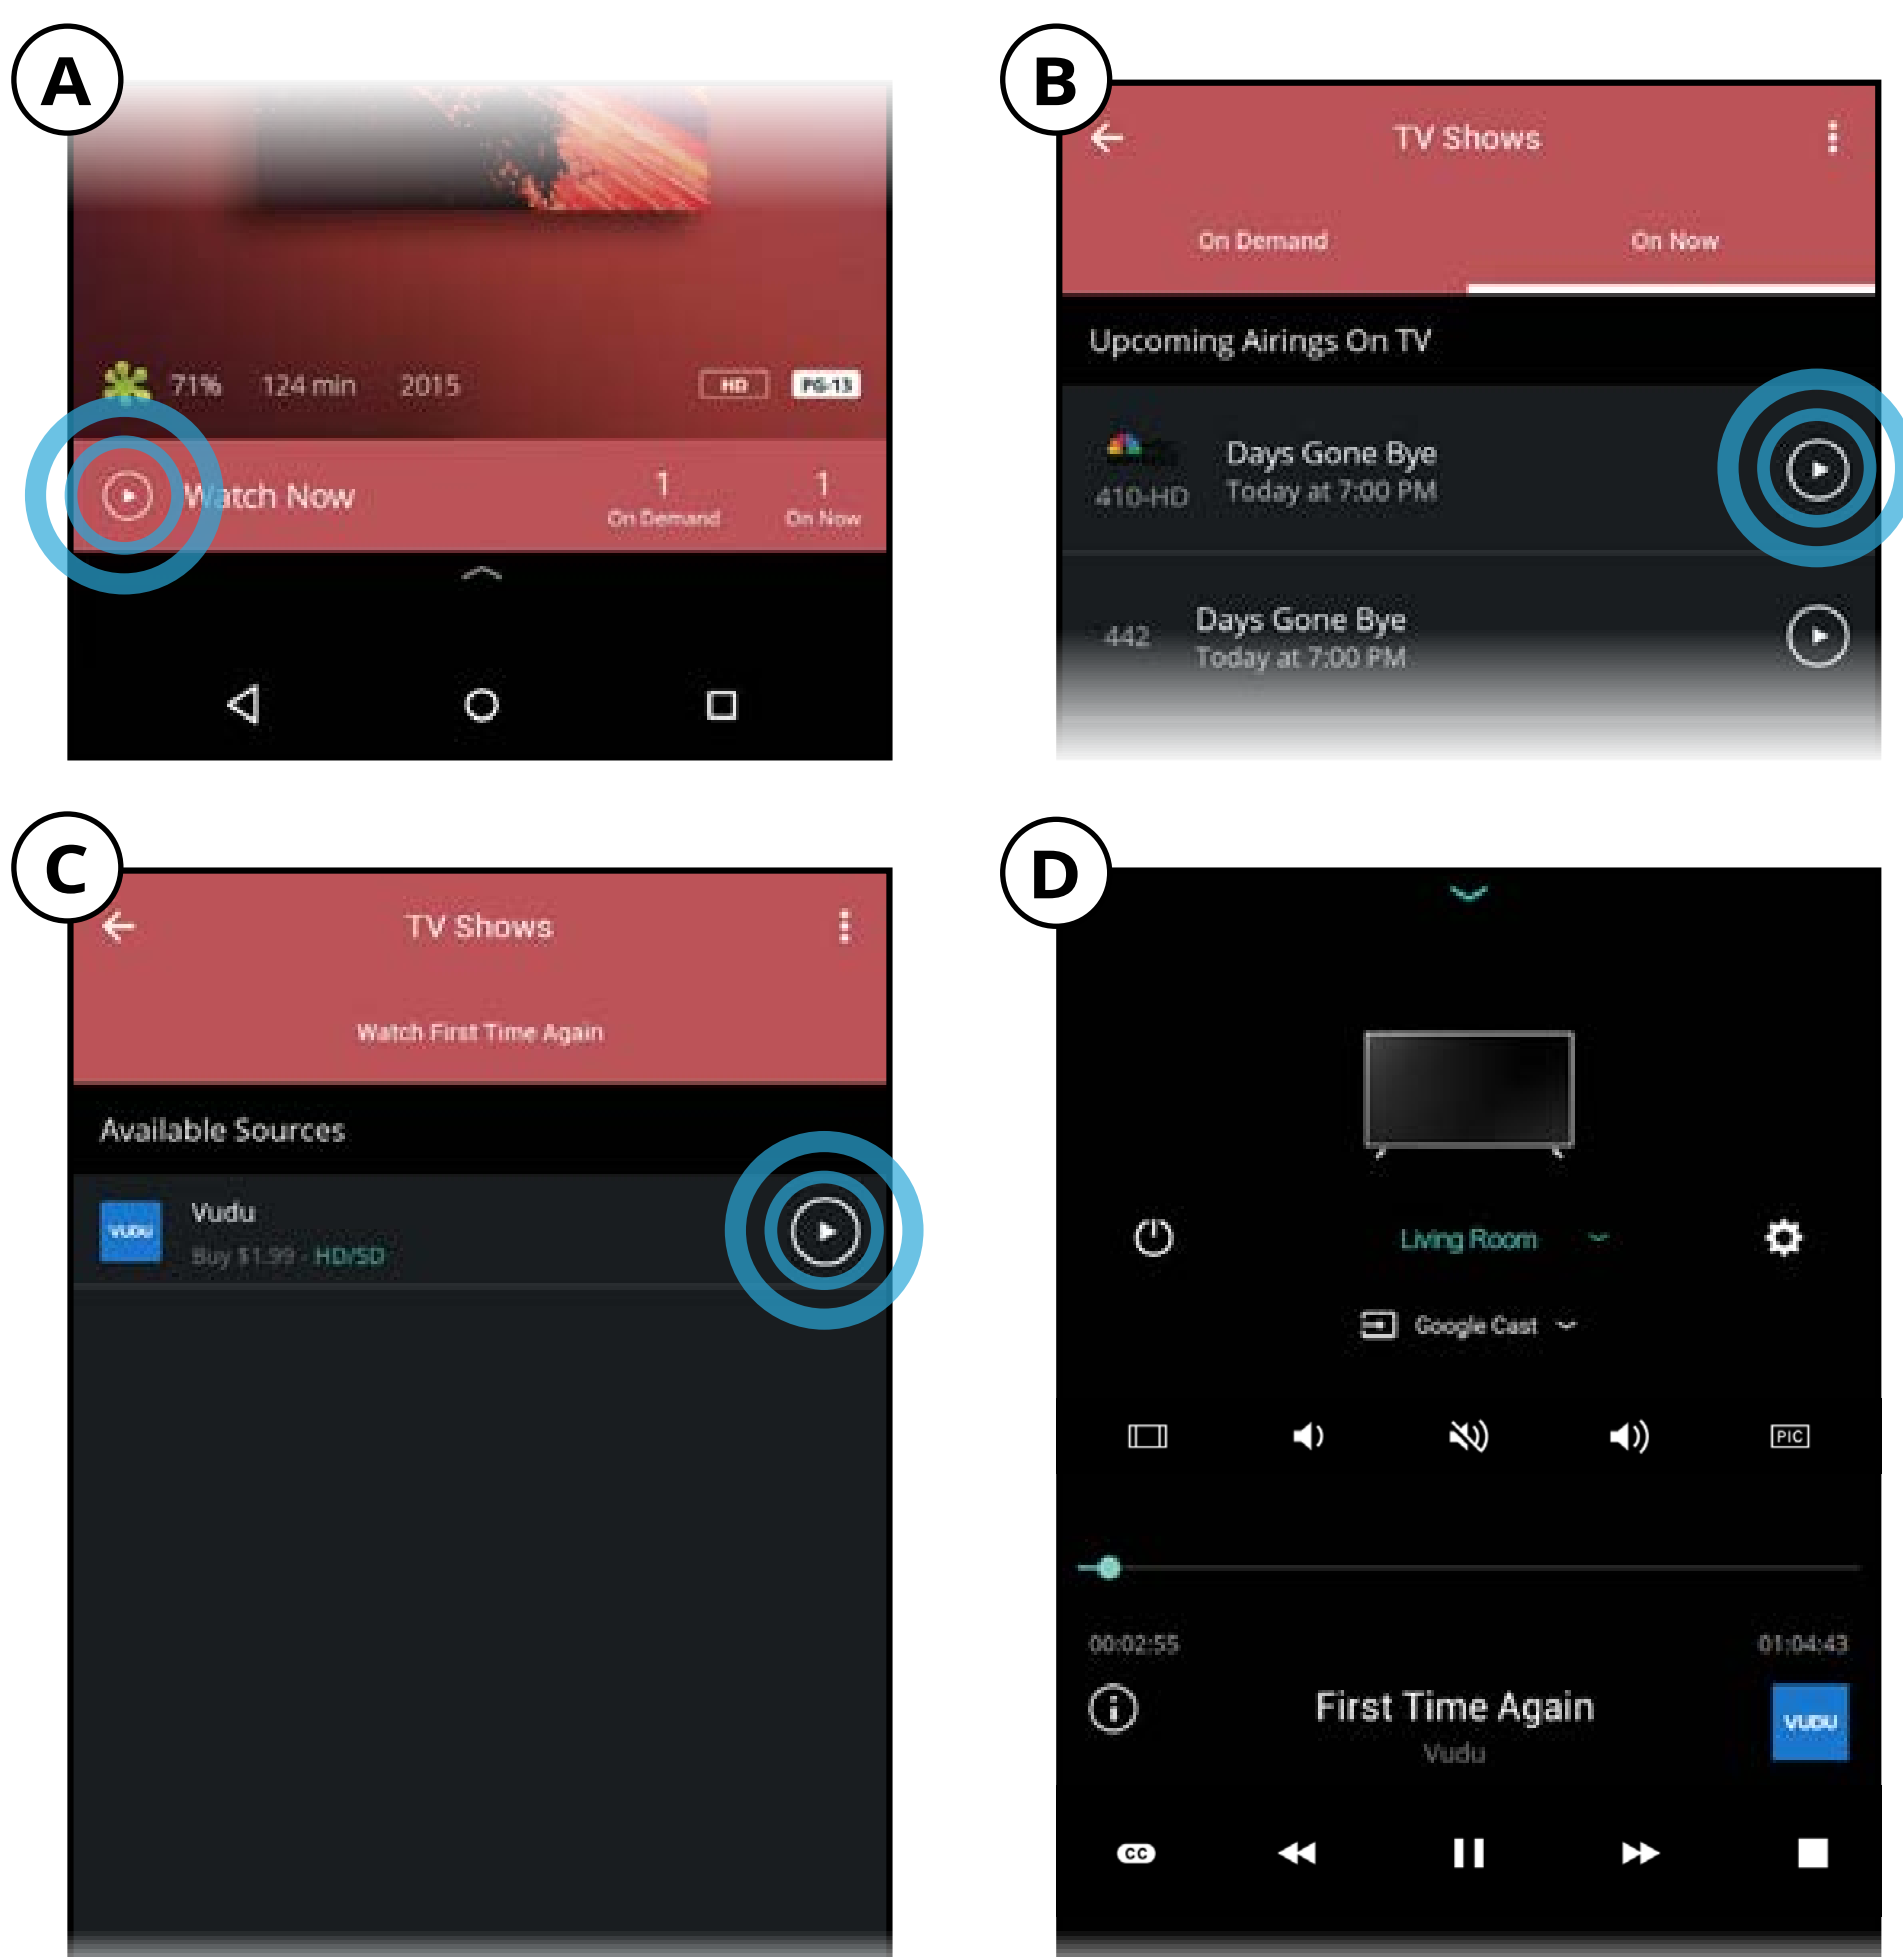 A
71% 124 min 2015 HD PG-13
Watch Now
1 On Demand
1 On Now
B
TV Shows
On Demand On Now
Upcoming Airings On TV
410-HD
Days Gone Bye
Today at 7:00 PM
442
Days Gone Bye
Today at 7:00 PM
C
TV Shows
Watch First Time Again
Available Sources
VUDU
Vudu
Buy $1.99 - HD/SD
D
Living Room
Google Cast
PIC
00:02:55 01:04:43
First Time Again
Vudu
VUDU
CC